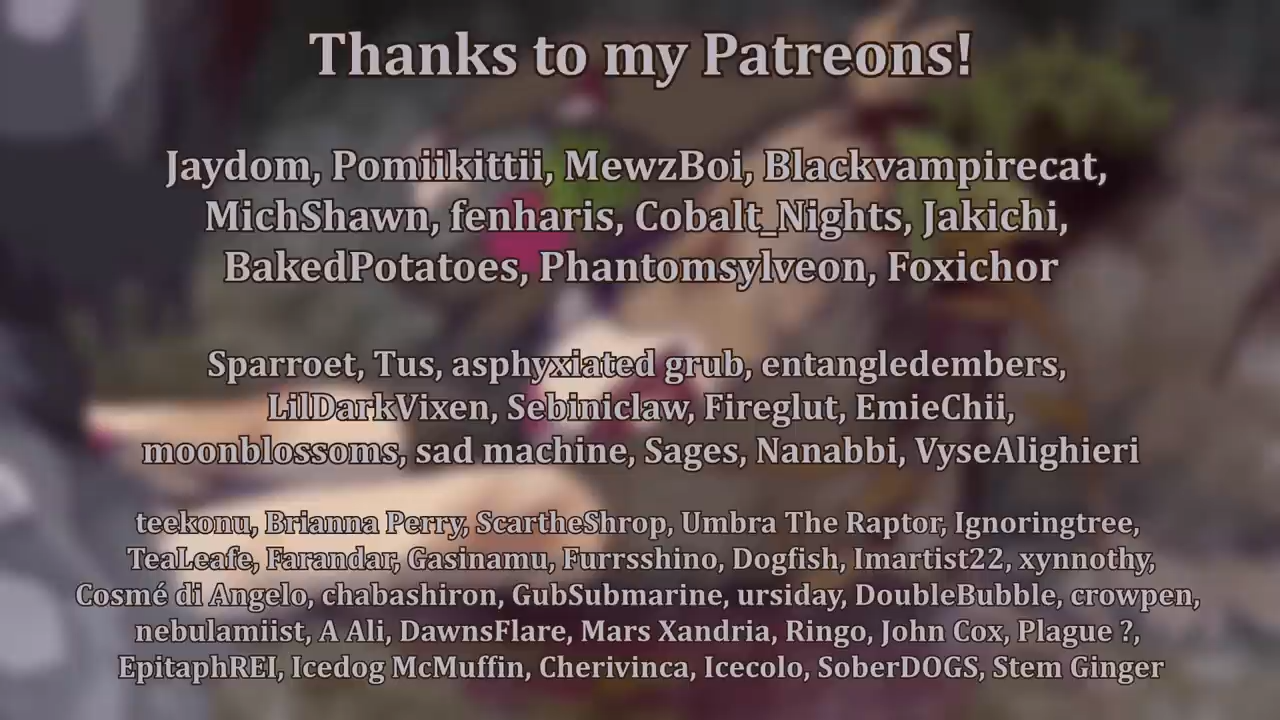 Thanks to my Patreons!
Jaydom, Pomiikittii, MewzBoi, Blackvampirecat,
MichShawn, fenharis, Cobalt_Nights, Jakichi,
BakedPotatoes, Phantomsylveon, Foxichor
Sparroet, Tus, asphyxiated grub, entangledembers,
LilDarkVixen, Sebiniclaw, Fireglut, EmieChii,
moonblossoms, sad machine, Sages, Nanabbi, VyseAlighieri
teekonu, Brianna Perry, ScartheShrop, Umbra The Raptor, Ignoringtree,
TeaLeafe, Farandar, Gasinamu, Furrsshino, Dogfish, Imartist22, xynnothy,
Cosmé di Angelo, chabashiron, GubSubmarine, ursiday, DoubleBubble, crowpen,
nebulamiist, A Ali, DawnsFlare, Mars Xandria, Ringo, John Cox, Plague ?,
EpitaphREI, Icedog McMuffin, Cherivinca, Icecolo, SoberDOGS, Stem Ginger